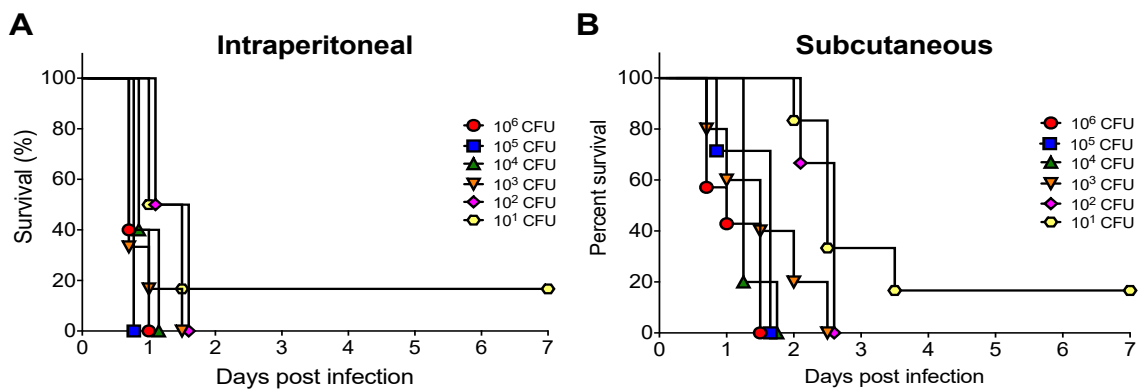 A
Intraperitoneal
Survival (%)
100
80
60
40
20
0
0 1 2 3 4 5 6 7
Days post infection
10⁶ CFU
10⁵ CFU
10⁴ CFU
10³ CFU
10² CFU
10¹ CFU
B
Subcutaneous
Percent survival
100
80
60
40
20
0
0 1 2 3 4 5 6 7
Days post infection
10⁶ CFU
10⁵ CFU
10⁴ CFU
10³ CFU
10² CFU
10¹ CFU